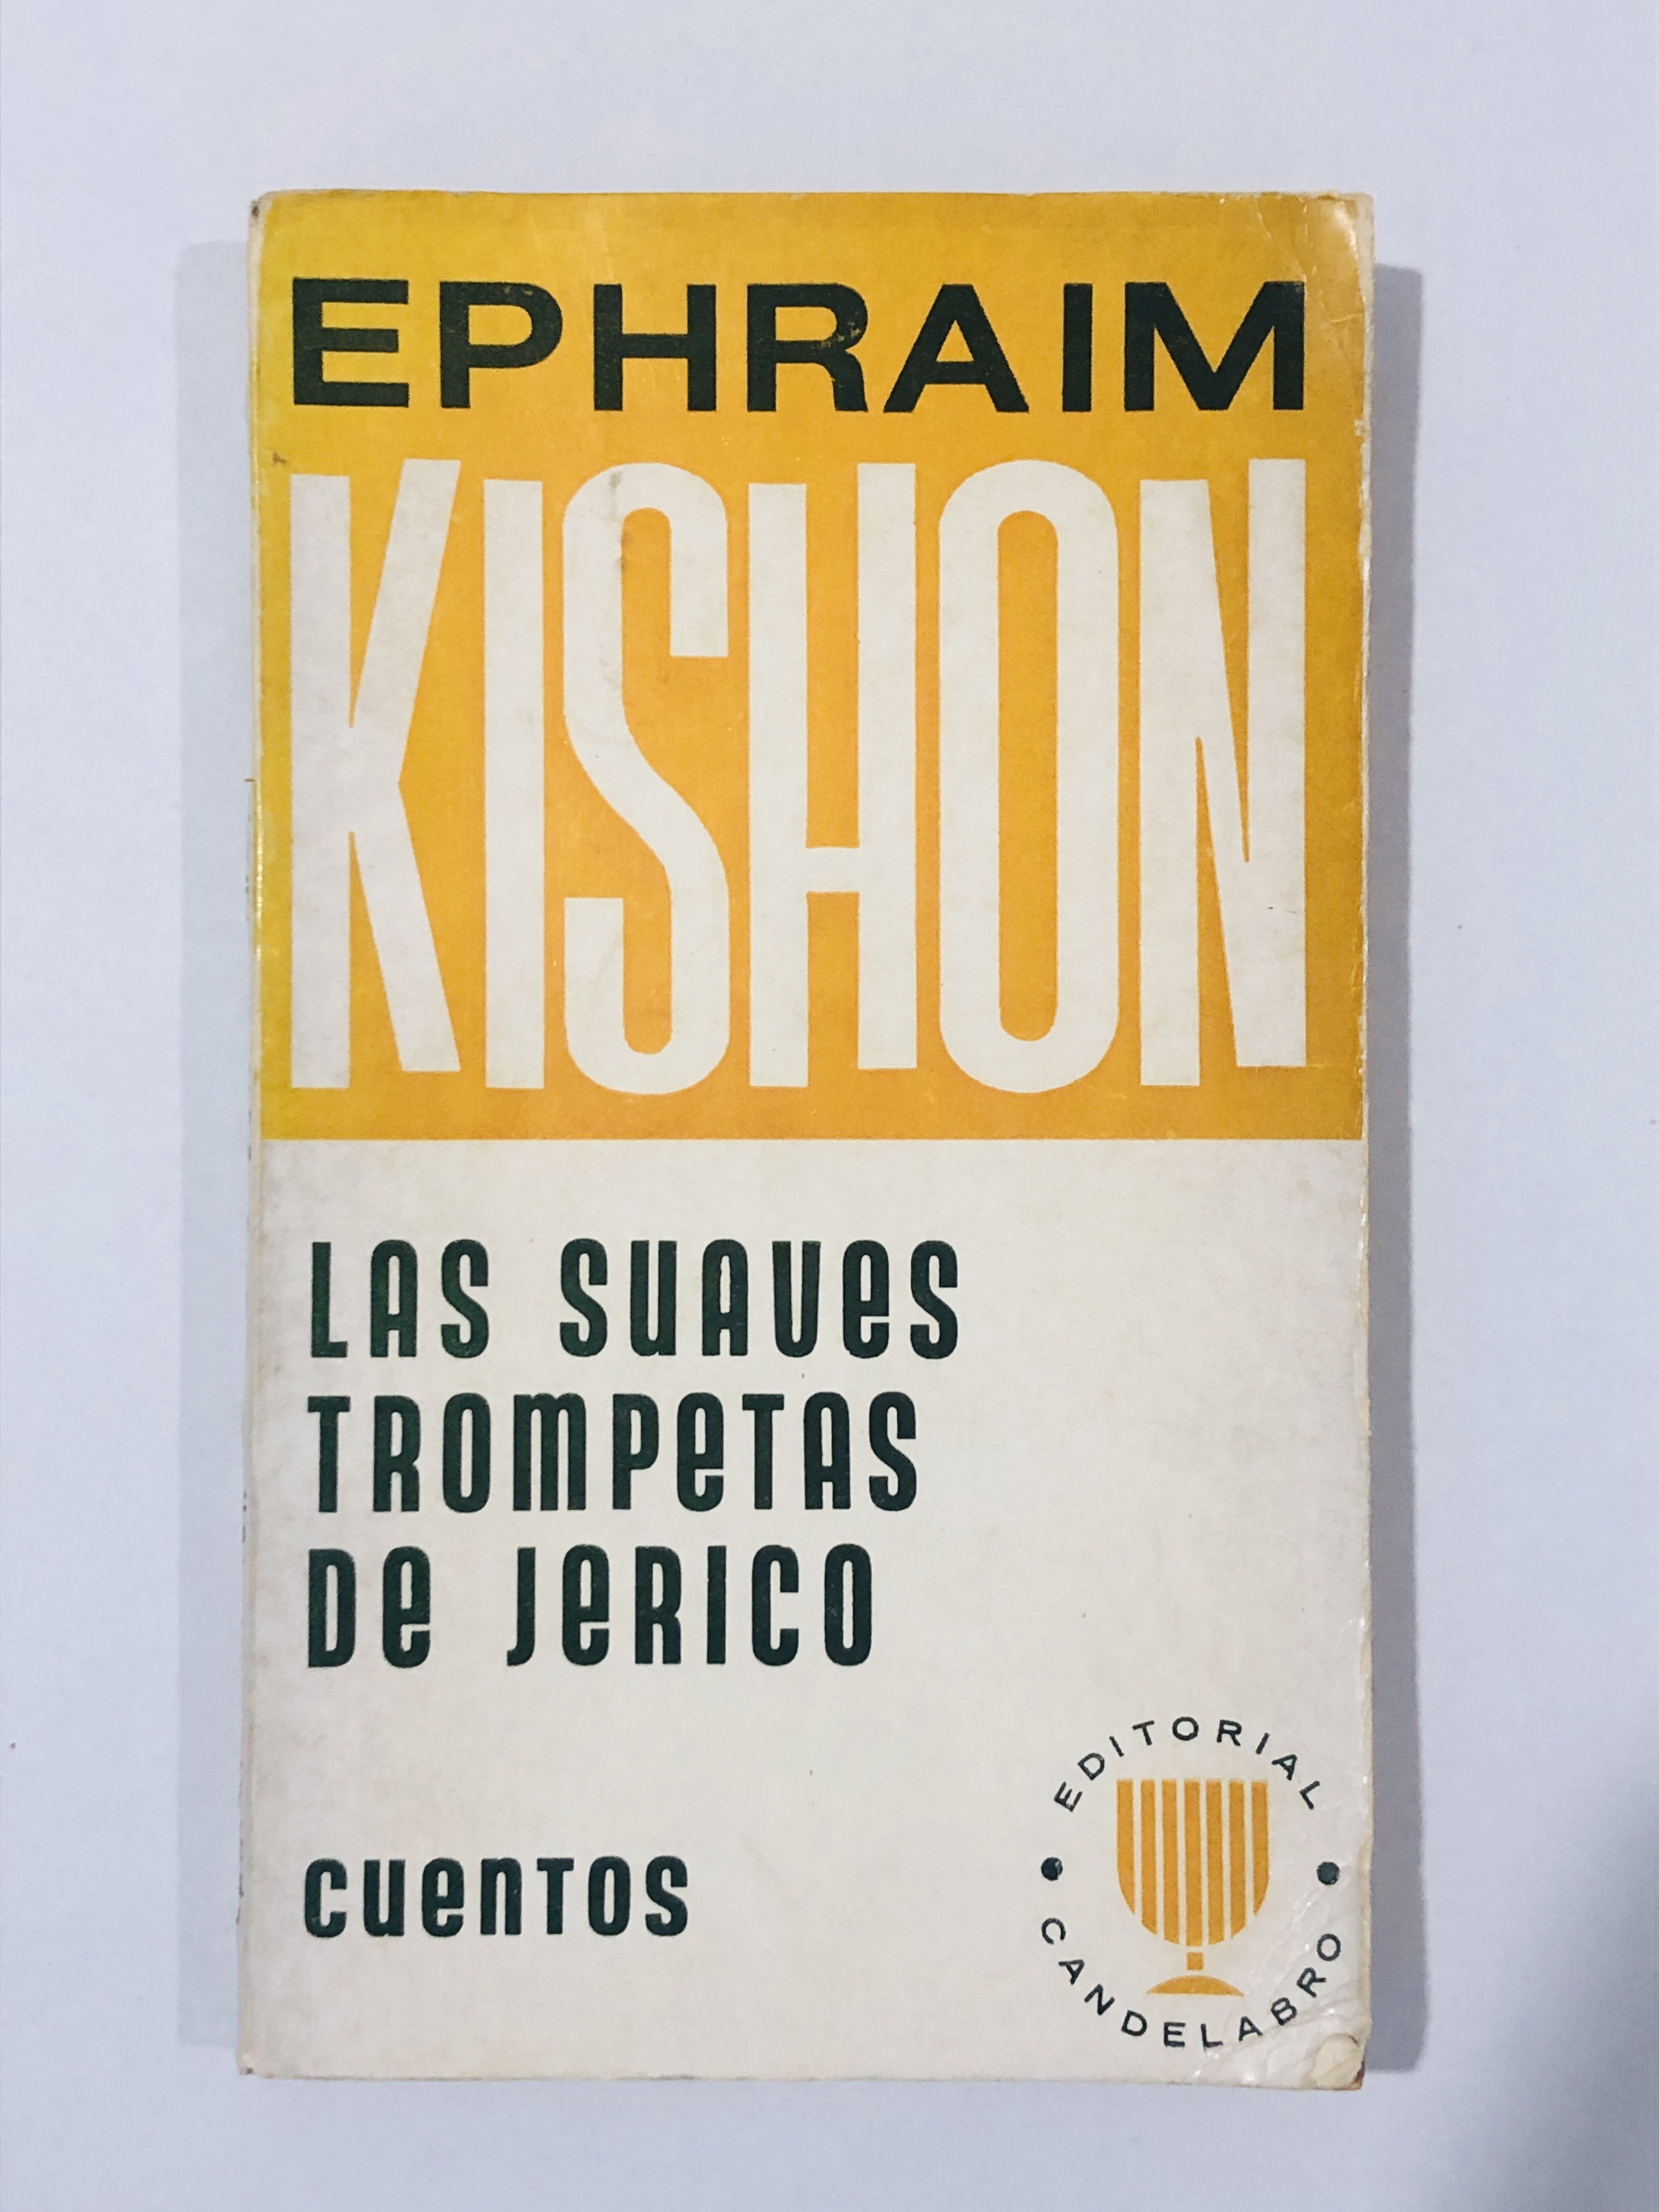 EPHRAIM
KISHON
LAS SUAVES
TROMPETAS
DE JERICO
CUENTOS
EDITORIAL
• CANDELABRO •